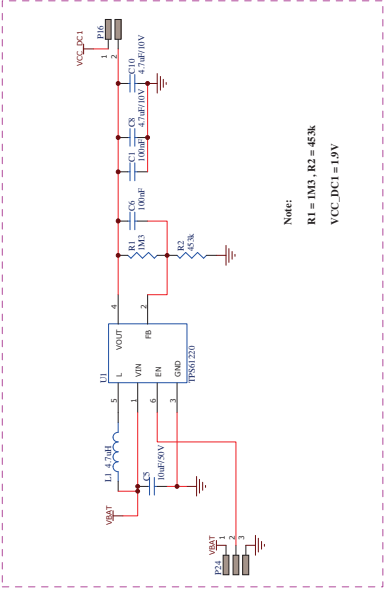 VCC_DC1
P16
1
2
C10
4.7uF/10V
C8
4.7uF/10V
C1
100nF
C6
100nF
R1
1M3
R2
453k
4
2
U1
VOUT
FB
L
VIN
EN
GND
TPS61220
5
1
6
3
L1 4.7uH
C5
10uF/50V
VBAT
VBAT
P24
1
2
3
Note:
R1 = 1M3 , R2 = 453k
VCC_DC1 = 1.9V